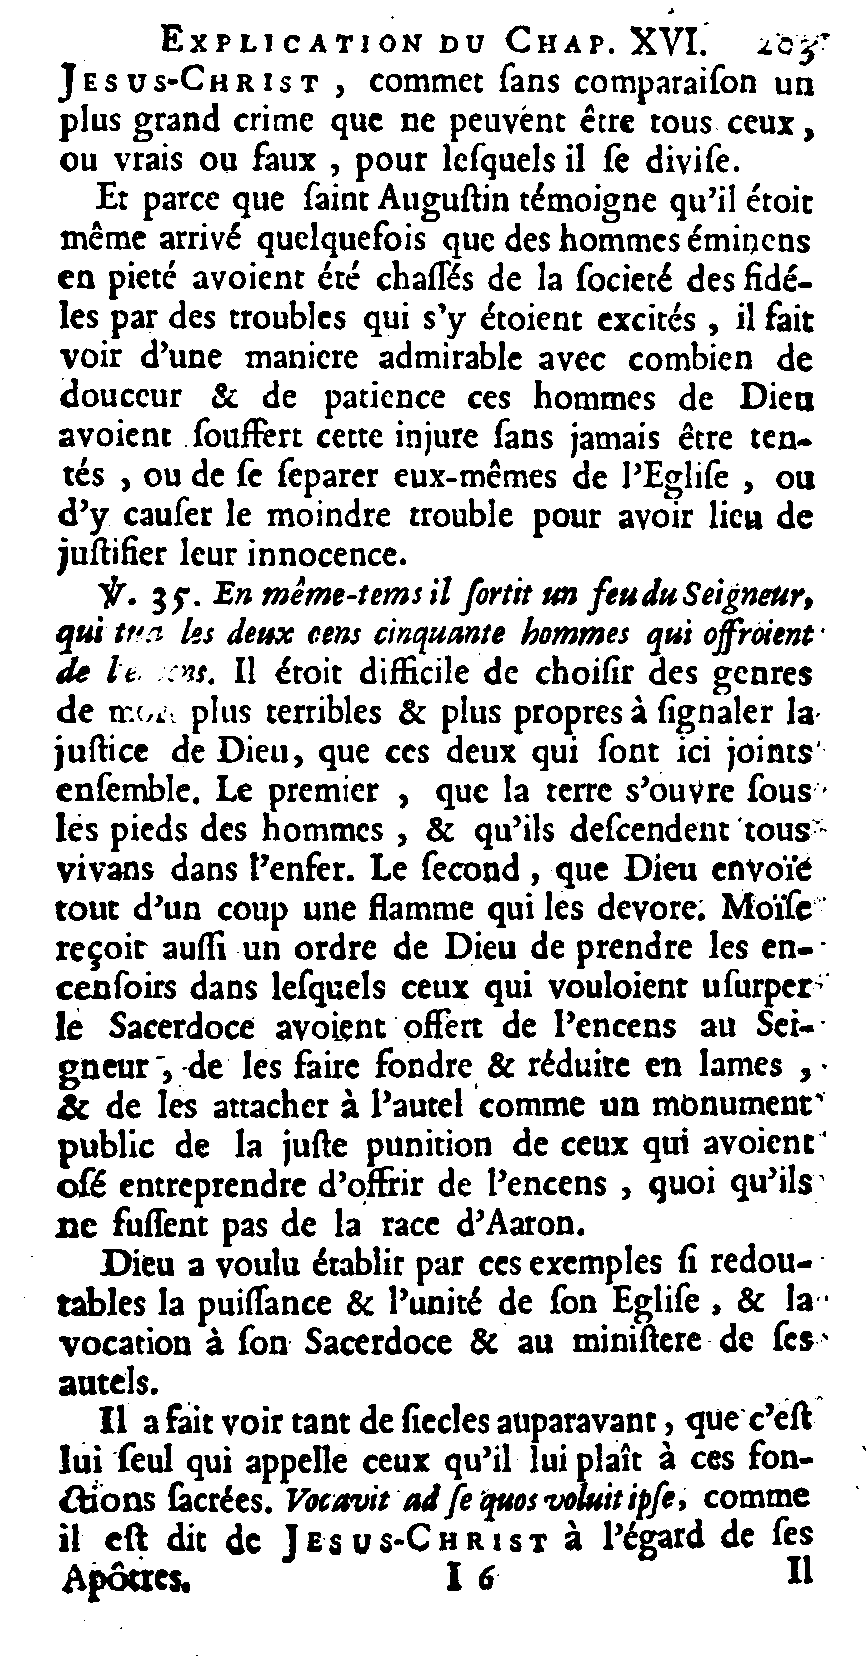 EXPLICATION DU CHAP. XVI. 203
JESUS-CHRIST, commet ſans comparaiſon un
plus grand crime que ne peuvent être tous ceux,
ou vrais ou faux, pour leſquels il ſe diviſe.
Et parce que ſaint Auguſtin témoigne qu'il étoit
même arrivé quelquefois que des hommes éminens
en pieté avoient été chaſſés de la ſocieté des fidé-
les par des troubles qui s'y étoient excités, il fait
voir d'une maniere admirable avec combien de
douceur & de patience ces hommes de Dieu
avoient ſouffert cette injure ſans jamais être ten-
tés, ou de ſe ſeparer eux-mêmes de l'Egliſe, ou
d'y cauſer le moindre trouble pour avoir lieu de
juſtifier leur innocence.
℣. 35. En même-tems il ſortit un feu du Seigneur,
qui tua les deux cens cinquante hommes qui offroient
de Il étoit difficile de choiſir des genres
de mort plus terribles & plus propres à ſignaler la
juſtice de Dieu, que ces deux qui ſont ici joints
enſemble. Le premier, que la terre s'ouvre ſous
les pieds des hommes, & qu'ils deſcendent tous
vivans dans l'enfer. Le ſecond, que Dieu envoïe
tout d'un coup une flamme qui les devore. Moïſe
reçoit auſſi un ordre de Dieu de prendre les en-
cenſoirs dans leſquels ceux qui vouloient uſurper
le Sacerdoce avoient offert de l'encens au Sei-
gneur, de les faire fondre & réduire en lames,
& de les attacher à l'autel comme un monument
public de la juſte punition de ceux qui avoient
oſé entreprendre d'offrir de l'encens, quoi qu'ils
ne fuſſent pas de la race d'Aaron.
Dieu a voulu établir par ces exemples ſi redou-
tables la puiſſance & l'unité de ſon Egliſe, & la
vocation à ſon Sacerdoce & au miniſtere de ſes
autels.
Il a fait voir tant de ſiecles auparavant, que c'eſt
lui ſeul qui appelle ceux qu'il lui plaît à ces fon-
ctions ſacrées. Vocavit ad ſe quos voluit ipſe, comme
il eſt dit de JESUS-CHRIST à l'égard de ſes
Apôtres. I 6 Il